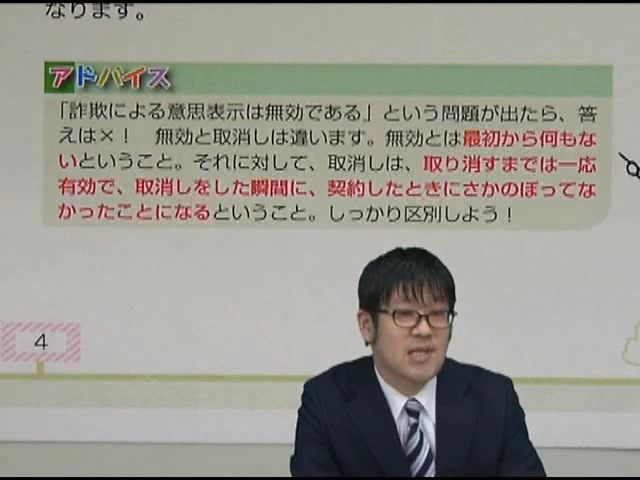 なります。
アドバイス
「詐欺による意思表示は無効である」という問題が出たら、答
えは×！　無効と取消しは違います。無効とは最初から何もな
いということ。それに対して、取消しは、取り消すまでは一応
有効で、取消しをした瞬間に、契約したときにさかのぼってな
かったことになるということ。しっかり区別しよう！
4